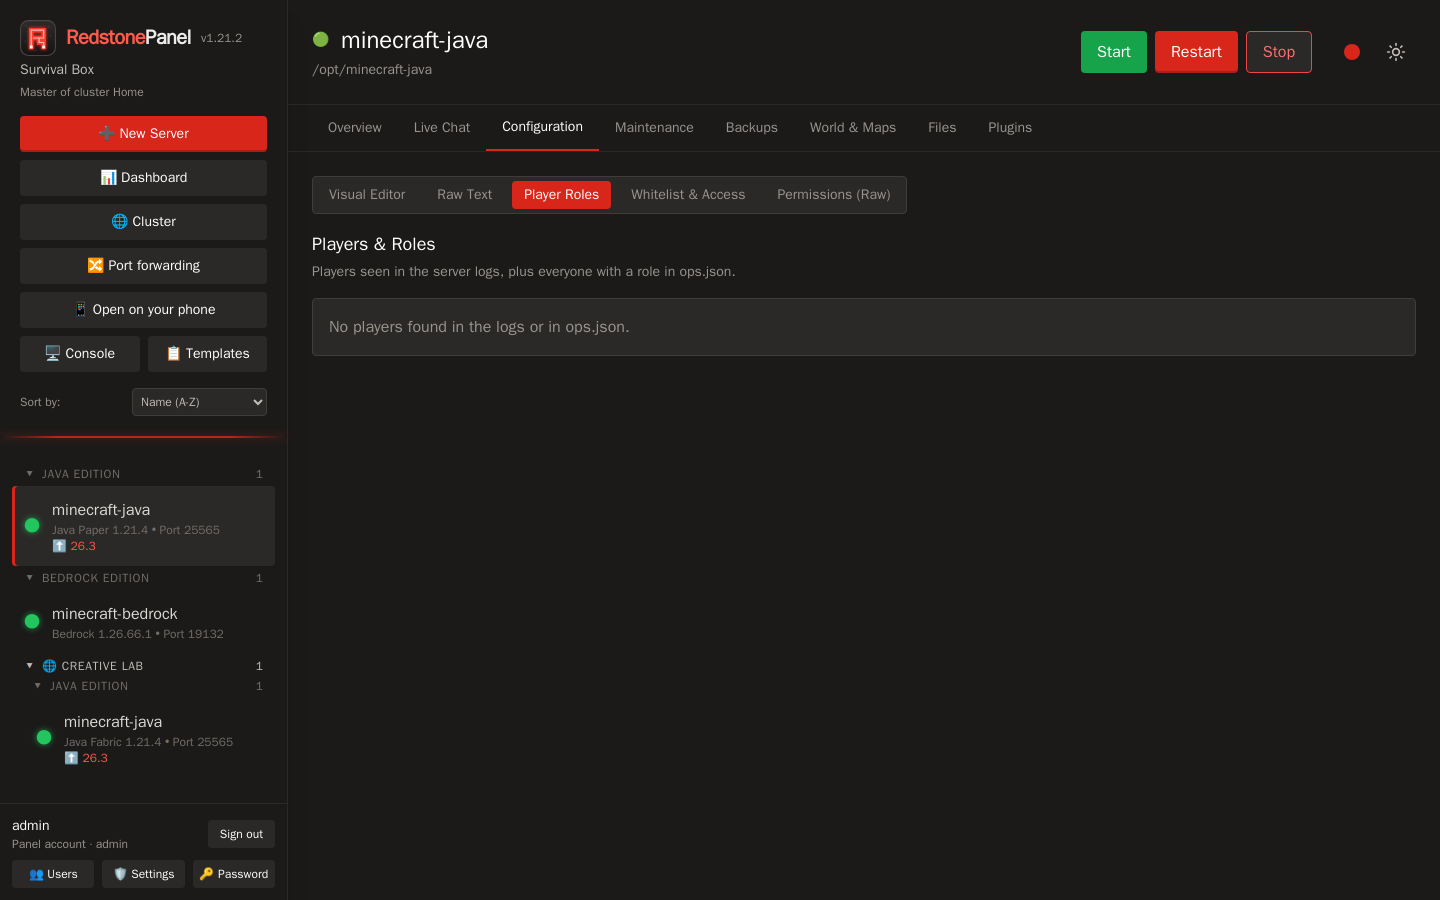 RedstonePanel v1.21.2
Survival Box
Master of cluster Home
➕ New Server
📊 Dashboard
🌐 Cluster
🔀 Port forwarding
📱 Open on your phone
🖥️ Console
📋 Templates
Sort by:
Name (A-Z)
JAVA EDITION 1
minecraft-java
Java Paper 1.21.4 • Port 25565
⬆️ 26.3
BEDROCK EDITION 1
minecraft-bedrock
Bedrock 1.26.66.1 • Port 19132
🌐 CREATIVE LAB 1
JAVA EDITION 1
minecraft-java
Java Fabric 1.21.4 • Port 25565
⬆️ 26.3
admin
Panel account · admin
Sign out
👥 Users
🛡️ Settings
🔑 Password
minecraft-java
/opt/minecraft-java
Start
Restart
Stop
Overview
Live Chat
Configuration
Maintenance
Backups
World & Maps
Files
Plugins
Visual Editor
Raw Text
Player Roles
Whitelist & Access
Permissions (Raw)
Players & Roles
Players seen in the server logs, plus everyone with a role in ops.json.
No players found in the logs or in ops.json.